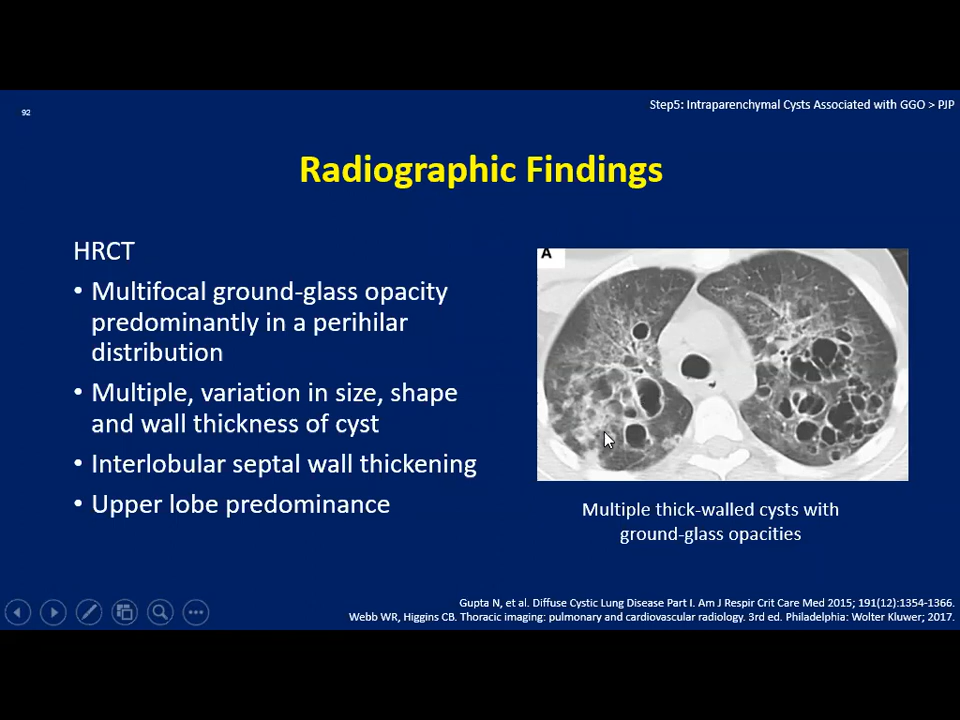 Step5: Intraparenchymal Cysts Associated with GGO > PJP
92
Radiographic Findings
HRCT
• Multifocal ground-glass opacity
predominantly in a perihilar
distribution
• Multiple, variation in size, shape
and wall thickness of cyst
• Interlobular septal wall thickening
• Upper lobe predominance
A
Multiple thick-walled cysts with
ground-glass opacities
Gupta N, et al. Diffuse Cystic Lung Disease Part I. Am J Respir Crit Care Med 2015; 191(12):1354-1366.
Webb WR, Higgins CB. Thoracic imaging: pulmonary and cardiovascular radiology. 3rd ed. Philadelphia: Wolter Kluwer; 2017.